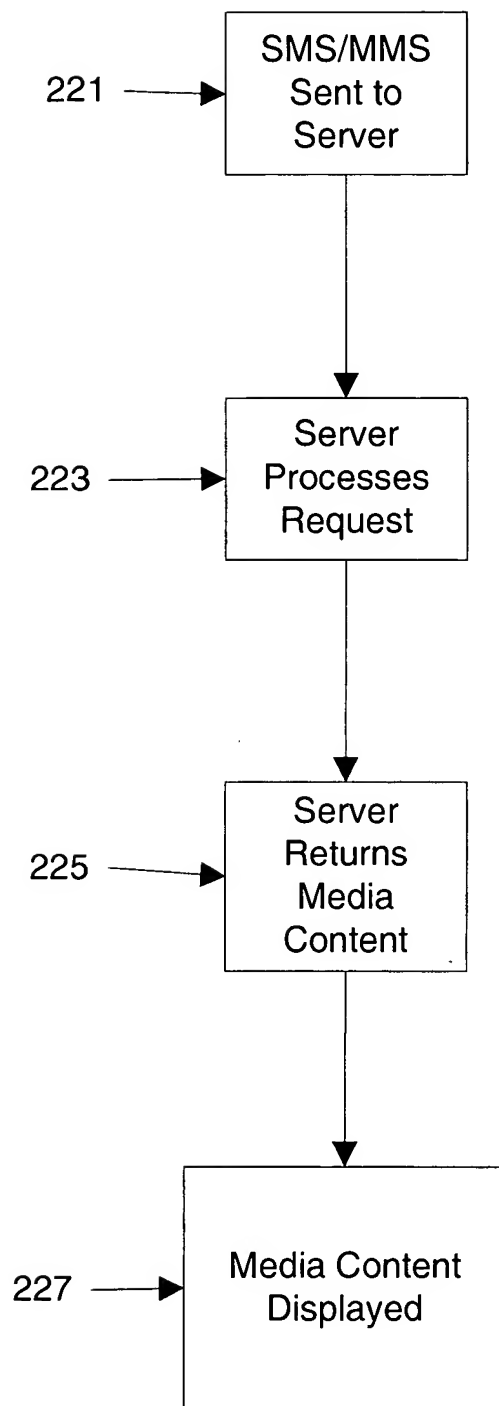 SMS/MMS
221
Sent to
Server
Server
223
Processes
Request
Server
Returns
225
Media
Content
Media Content
227
Displayed